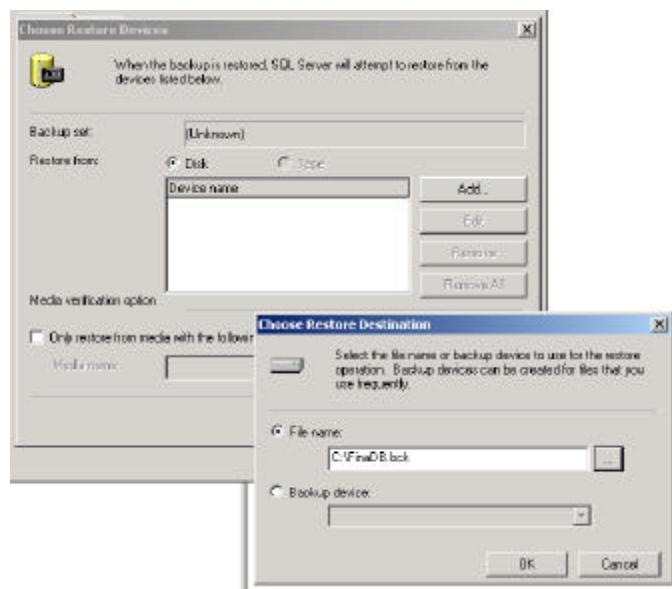 Choose Restore Devices
When the backup is restored, SQL Server will attempt to restore from the
devices listed below.
Backup set:
(Unknown)
Restore from:
Disk
Tape
Device name
Add...
Edit
Remove
Remove All
Media verification option
Only restore from media with the followi
Media name:
Choose Restore Destination
Select the file name or backup device to use for the restore
operation. Backup devices can be created for files that you
use frequently.
File name:
C:\FinaDB.bck
...
Backup device:
OK
Cancel